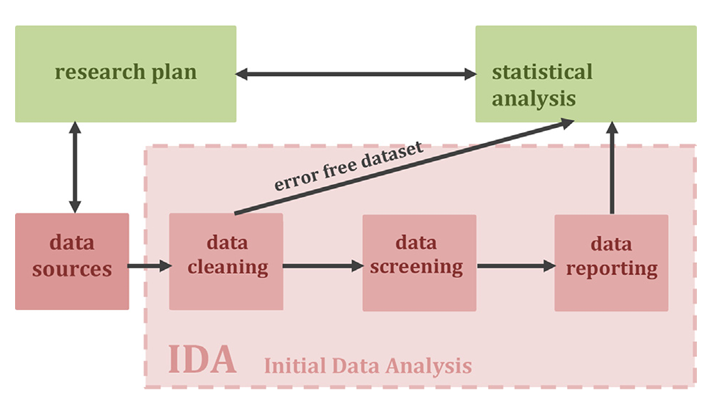 research plan
statistical
analysis
error free dataset
data
sources
data
cleaning
data
screening
data
reporting
IDA Initial Data Analysis